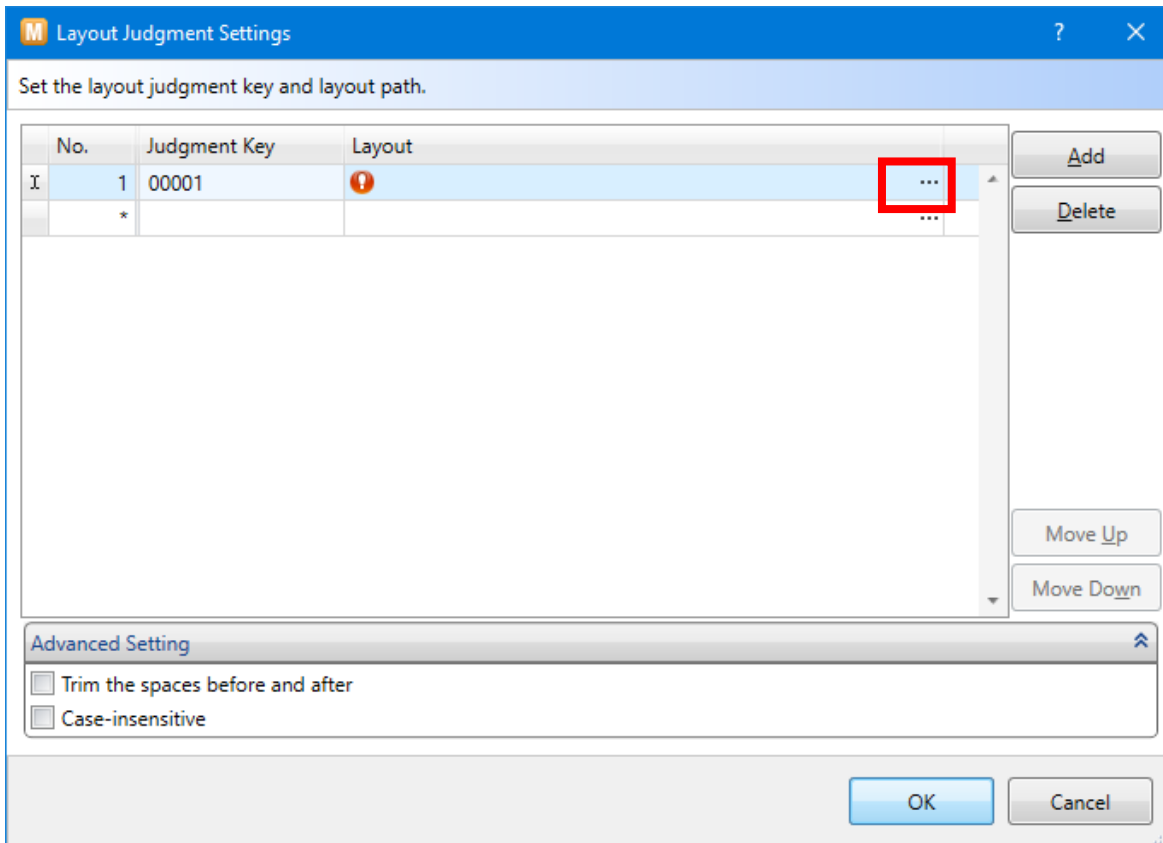 M Layout Judgment Settings ?
Set the layout judgment key and layout path.
No. Judgment Key Layout
1 00001 ...
* ...
Add
Delete
Move Up
Move Down
Advanced Setting
Trim the spaces before and after
Case-insensitive
OK Cancel